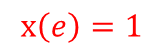 x(e) = 1